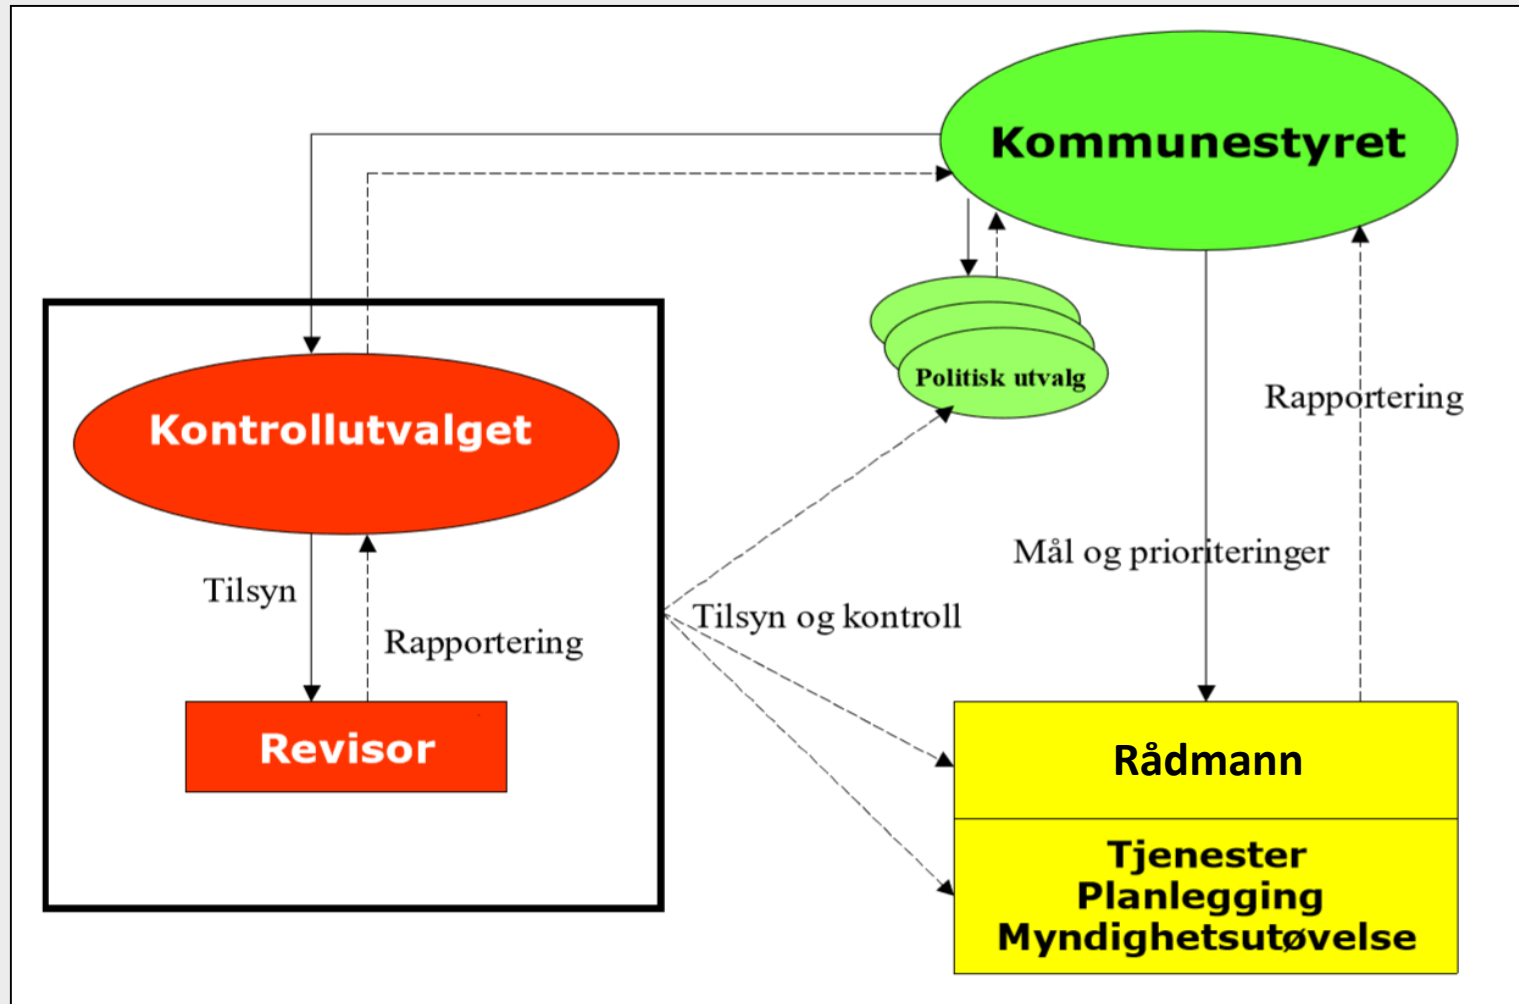 Kommunestyret
Politisk utvalg
Kontrollutvalget
Rapportering
Mål og prioriteringer
Tilsyn
Tilsyn og kontroll
Rapportering
Revisor
Rådmann
Tjenester
Planlegging
Myndighetsutøvelse